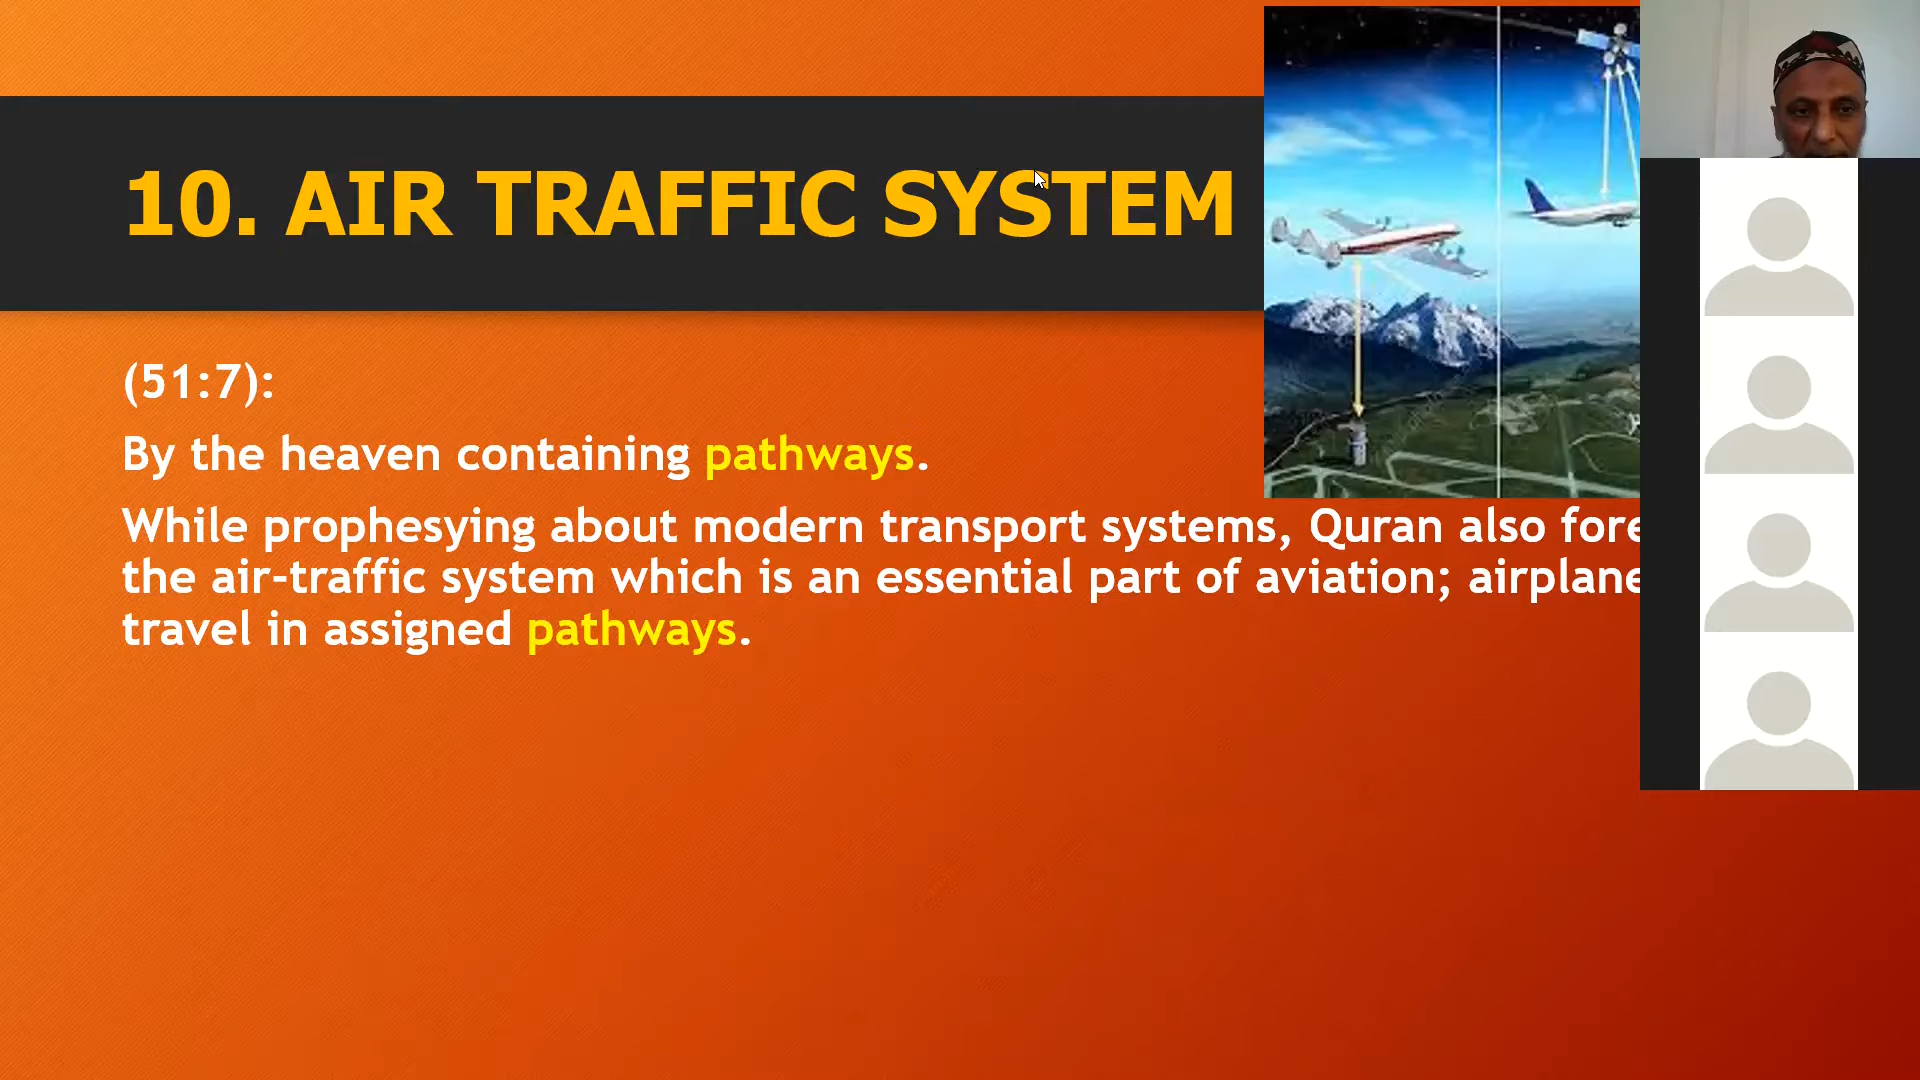 10. AIR TRAFFIC SYSTEM
(51:7):
By the heaven containing pathways.
While prophesying about modern transport systems, Quran also fore
the air-traffic system which is an essential part of aviation; airplane
travel in assigned pathways.